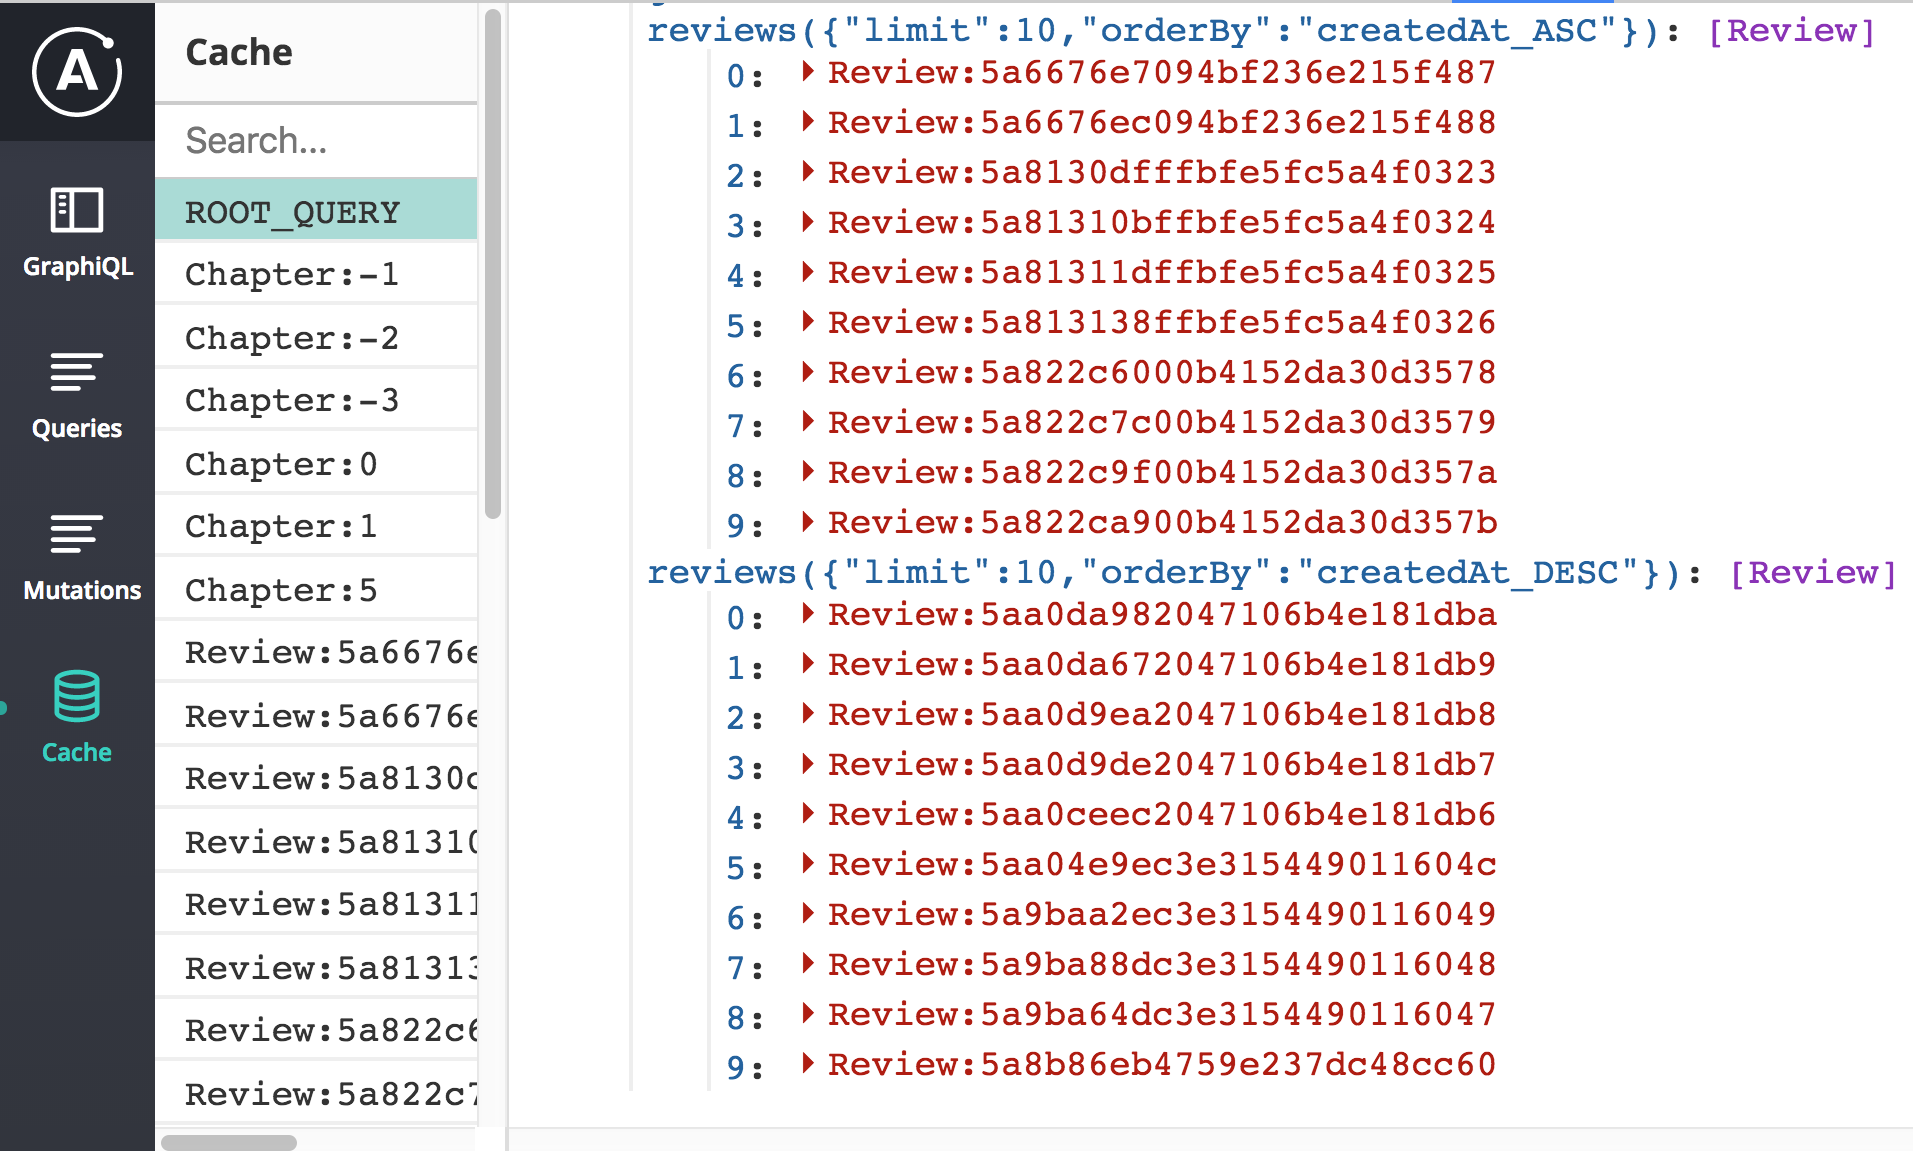 A
GraphiQL
Queries
Mutations
Cache
Cache
Search...
ROOT_QUERY
Chapter:-1
Chapter:-2
Chapter:-3
Chapter:0
Chapter:1
Chapter:5
Review:5a6676e
Review:5a6676e
Review:5a8130d
Review:5a81310
Review:5a81311
Review:5a81313
Review:5a822c6
Review:5a822c7
reviews({"limit":10,"orderBy":"createdAt_ASC"}): [Review]
0: Review:5a6676e7094bf236e215f487
1: Review:5a6676ec094bf236e215f488
2: Review:5a8130dfffbfe5fc5a4f0323
3: Review:5a81310bffbfe5fc5a4f0324
4: Review:5a81311dffbfe5fc5a4f0325
5: Review:5a813138ffbfe5fc5a4f0326
6: Review:5a822c6000b4152da30d3578
7: Review:5a822c7c00b4152da30d3579
8: Review:5a822c9f00b4152da30d357a
9: Review:5a822ca900b4152da30d357b
reviews({"limit":10,"orderBy":"createdAt_DESC"}): [Review]
0: Review:5aa0da982047106b4e181dba
1: Review:5aa0da672047106b4e181db9
2: Review:5aa0d9ea2047106b4e181db8
3: Review:5aa0d9de2047106b4e181db7
4: Review:5aa0ceec2047106b4e181db6
5: Review:5aa04e9ec3e315449011604c
6: Review:5a9baa2ec3e3154490116049
7: Review:5a9ba88dc3e3154490116048
8: Review:5a9ba64dc3e3154490116047
9: Review:5a8b86eb4759e237dc48cc60